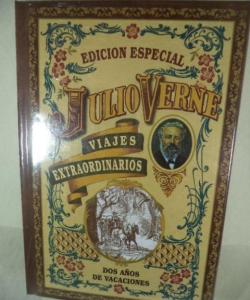 EDICION ESPECIAL
JULIO VERNE
VIAJES
EXTRAORDINARIOS
DOS AÑOS
DE VACACIONES